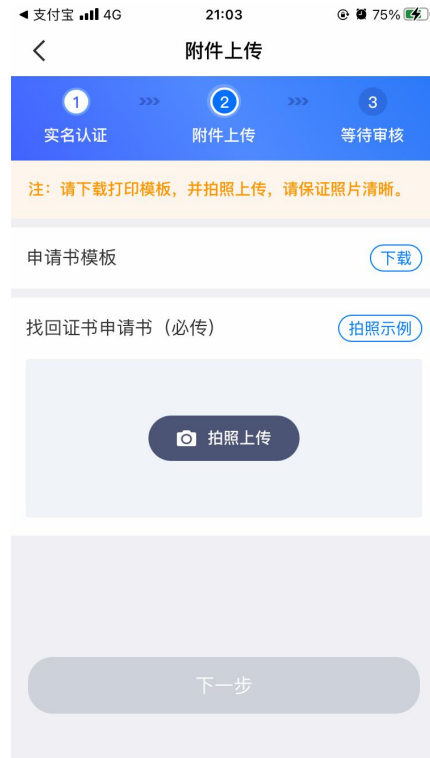 ◀ 支付宝 4G 21:03 75%
附件上传
1 >>> 2 >>> 3
实名认证 附件上传 等待审核
注：请下载打印模板，并拍照上传，请保证照片清晰。
申请书模板 下载
找回证书申请书（必传） 拍照示例
拍照上传
下一步